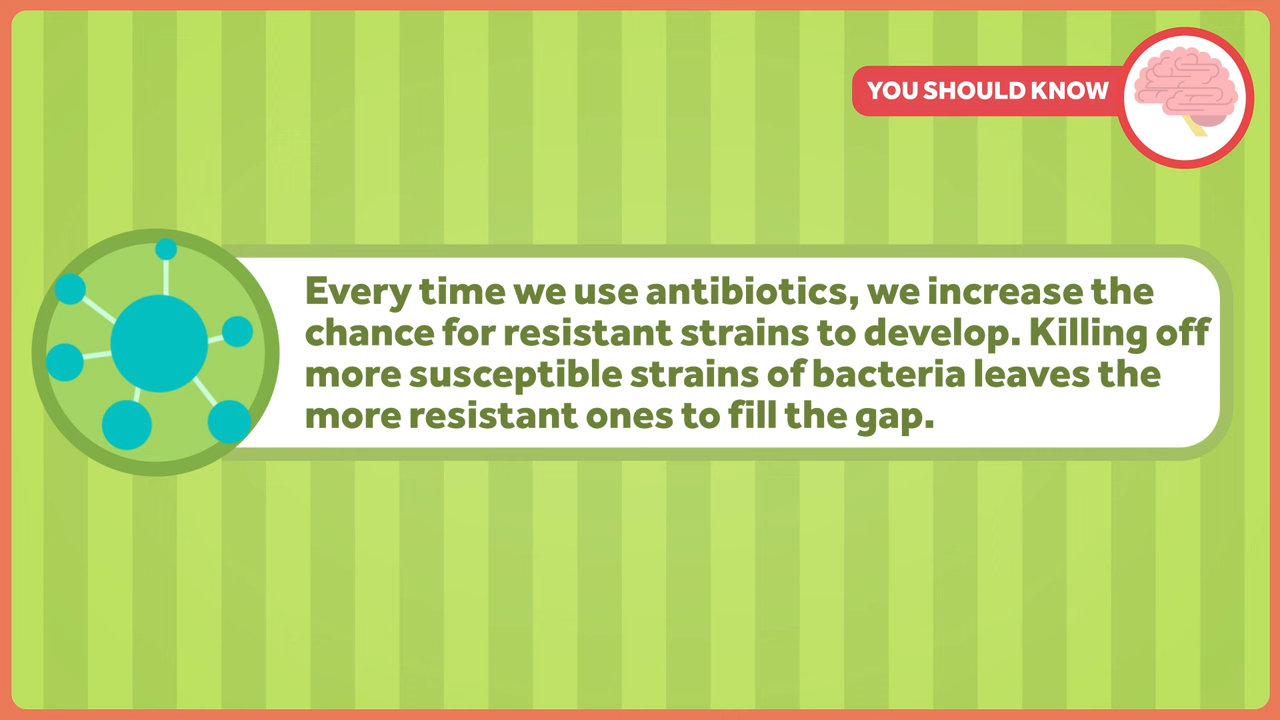 YOU SHOULD KNOW
Every time we use antibiotics, we increase the
chance for resistant strains to develop. Killing off
more susceptible strains of bacteria leaves the
more resistant ones to fill the gap.